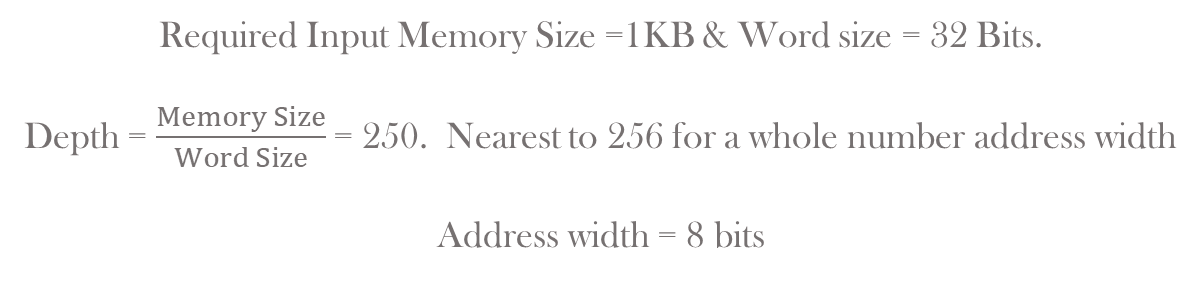 Required Input Memory Size =1KB & Word size = 32 Bits.
Depth = Memory Size / Word Size = 250. Nearest to 256 for a whole number address width
Address width = 8 bits